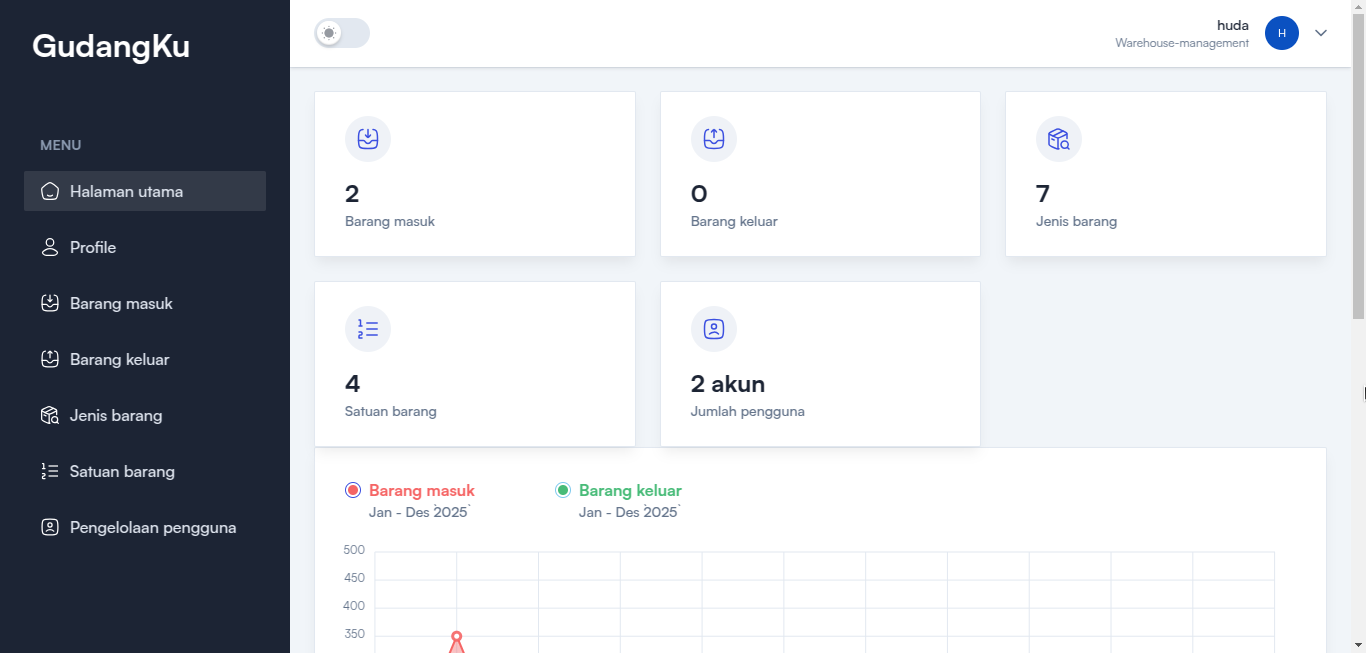 GudangKu
MENU
Halaman utama
Profile
Barang masuk
Barang keluar
Jenis barang
Satuan barang
Pengelolaan pengguna
huda
Warehouse-management
H
2
Barang masuk
0
Barang keluar
7
Jenis barang
4
Satuan barang
2 akun
Jumlah pengguna
Barang masuk
Jan - Des 2025`
Barang keluar
Jan - Des 2025`
500
450
400
350